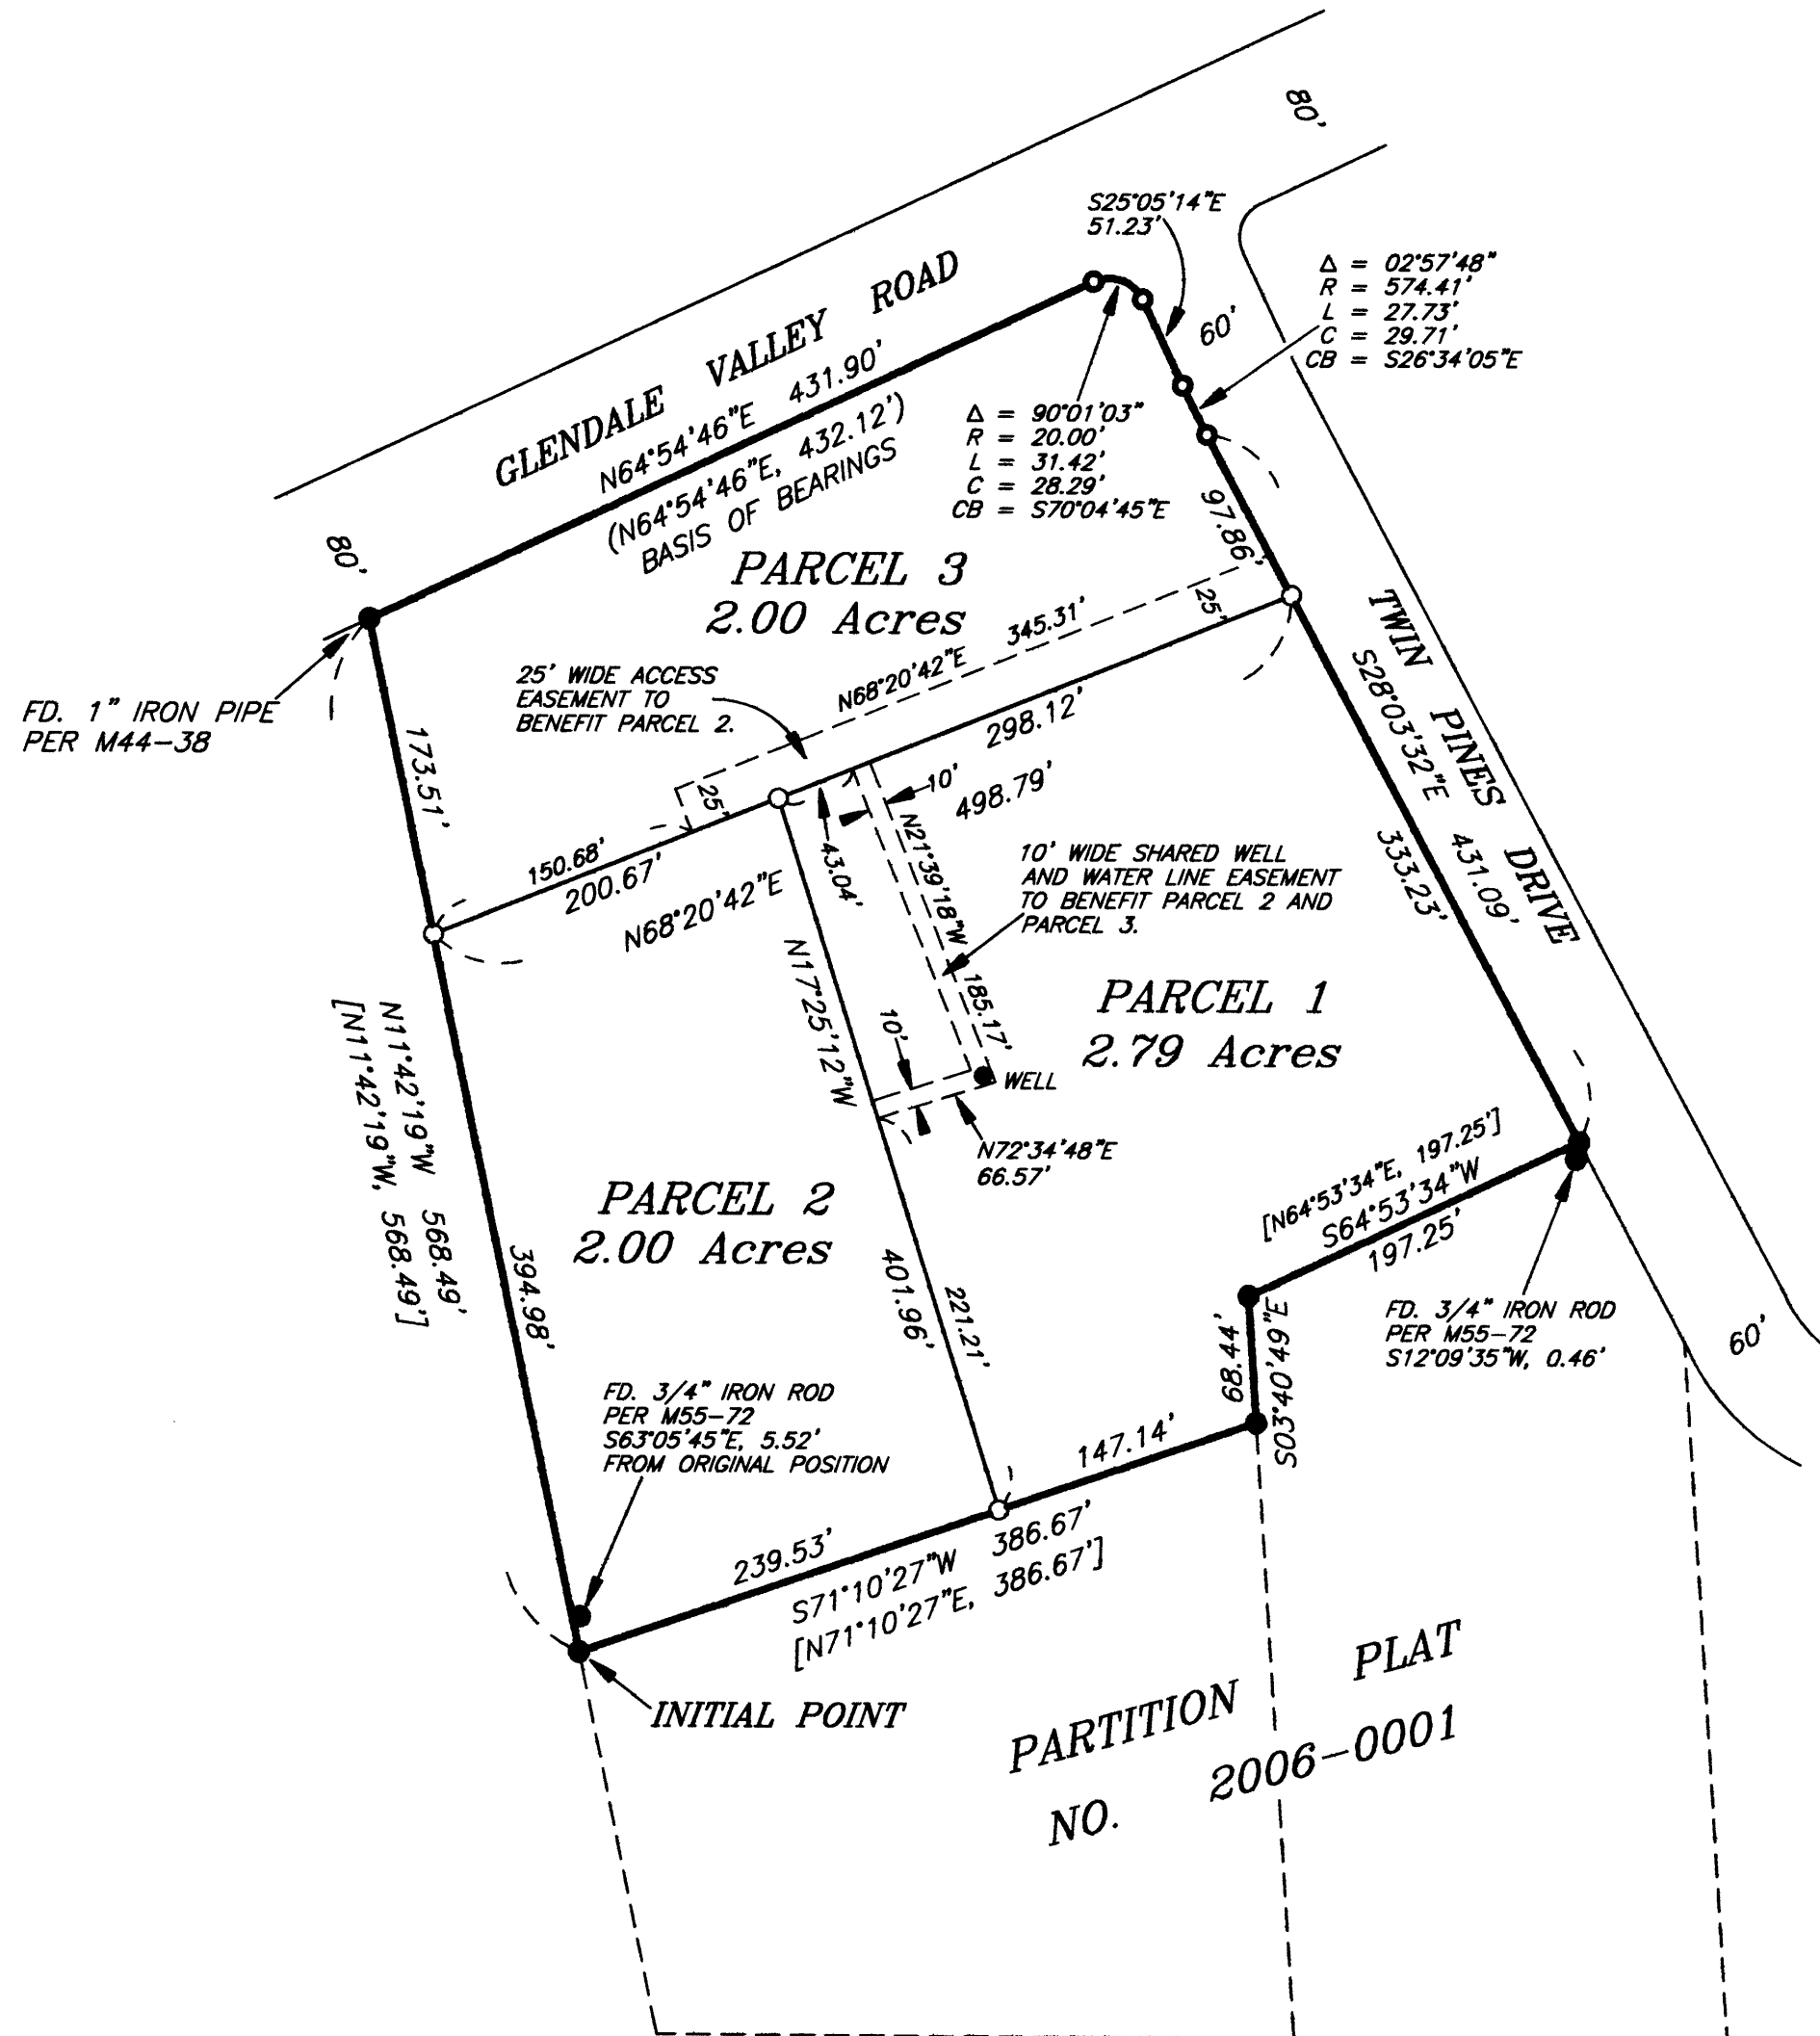 80'
S25°05'14"E
51.23'
Δ = 02°57'48"
R = 574.41'
L = 27.73'
C = 29.71'
CB = S26°34'05"E
60'
GLENDALE VALLEY ROAD
N64°54'46"E 431.90'
(N64°54'46"E, 432.12')
BASIS OF BEARINGS
Δ = 90°01'03"
R = 20.00'
L = 31.42'
C = 28.29'
CB = S70°04'45"E
80'
97.86'
PARCEL 3
2.00 Acres
FD. 1" IRON PIPE
PER M44-38
25' WIDE ACCESS
EASEMENT TO
BENEFIT PARCEL 2.
N68°20'42"E 345.31'
25'
25'
298.12'
498.79'
TWIN PINES DRIVE
S28°03'32"E 431.09'
333.23'
173.51'
150.68'
200.67'
N68°20'42"E
43.04'
10'
N21°39'18"W 185.17'
10' WIDE SHARED WELL
AND WATER LINE EASEMENT
TO BENEFIT PARCEL 2 AND
PARCEL 3.
PARCEL 1
2.79 Acres
N17°25'12"W
10'
WELL
N72°34'48"E
66.57'
N11°42'19"W 568.49'
[N11°42'19"W, 568.49']
394.98'
PARCEL 2
2.00 Acres
401.96'
221.21'
[N64°53'34"E, 197.25']
S64°53'34"W
197.25'
68.44'
S03°40'49"E
FD. 3/4" IRON ROD
PER M55-72
S12°09'35"W, 0.46'
60'
FD. 3/4" IRON ROD
PER M55-72
S63°05'45"E, 5.52'
FROM ORIGINAL POSITION
147.14'
239.53'
S71°10'27"W 386.67'
[N71°10'27"E, 386.67']
INITIAL POINT
PARTITION PLAT
NO. 2006-0001